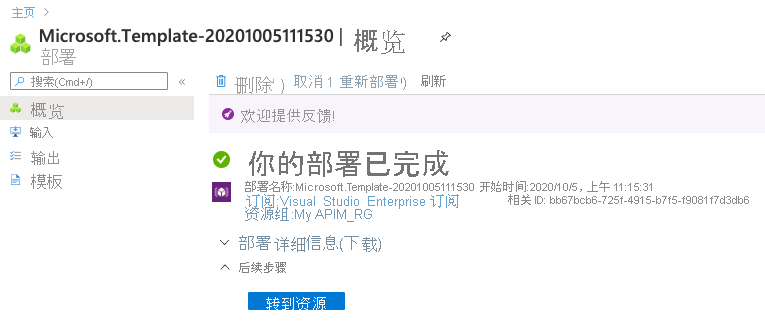 主页 >
Microsoft.Template-20201005111530 | 概览
部署
搜索(Cmd+/) «
删除' ) 取消 1 重新部署') 刷新
概览
输入
输出
模板
欢迎提供反馈!
你的部署已完成
部署名称:Microsoft.Template-20201005111530 开始时间:2020/10/5, 上午 11:15:31
订阅:Visual Studio Enterprise 订阅 相关 ID: bb67bcb6-725f-4915-b7f5-f9081f7d3db6
资源组:My APIM_RG
部署详细信息(下载)
后续步骤
转到资源